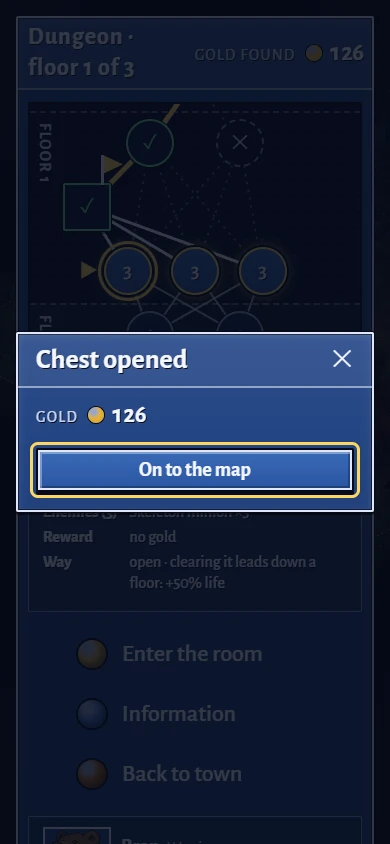 Dungeon ·
floor 1 of 3
GOLD FOUND 126
FLOOR 1
3 3 3
Chest opened
GOLD 126
On to the map
Reward no gold
Way open · clearing it leads down a
floor: +50% life
Enter the room
Information
Back to town